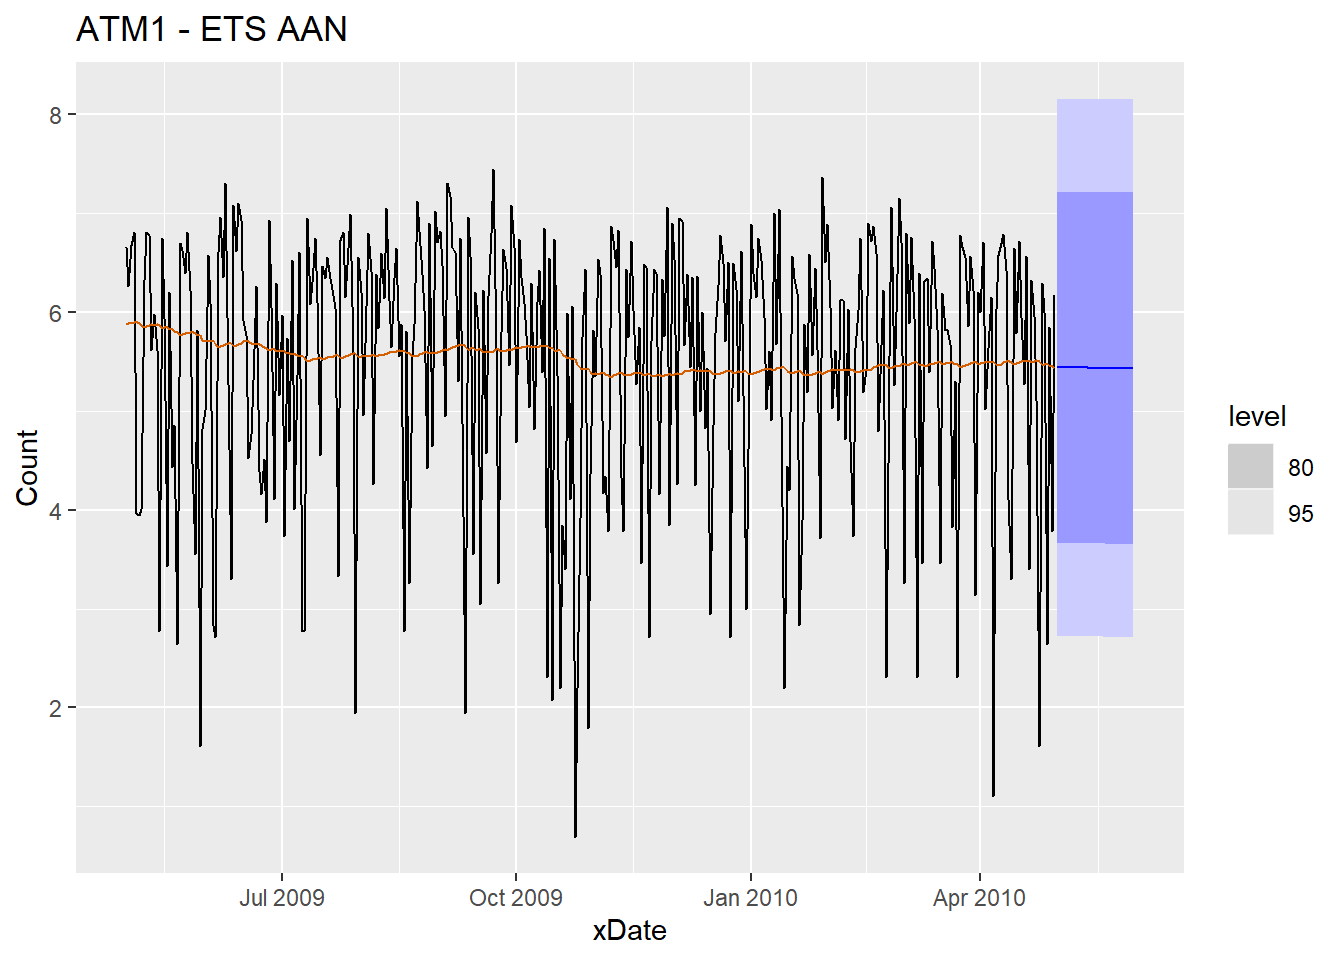 ATM1 - ETS AAN
8
6
4
2
Count
Jul 2009
Oct 2009
Jan 2010
Apr 2010
xDate
level
80
95